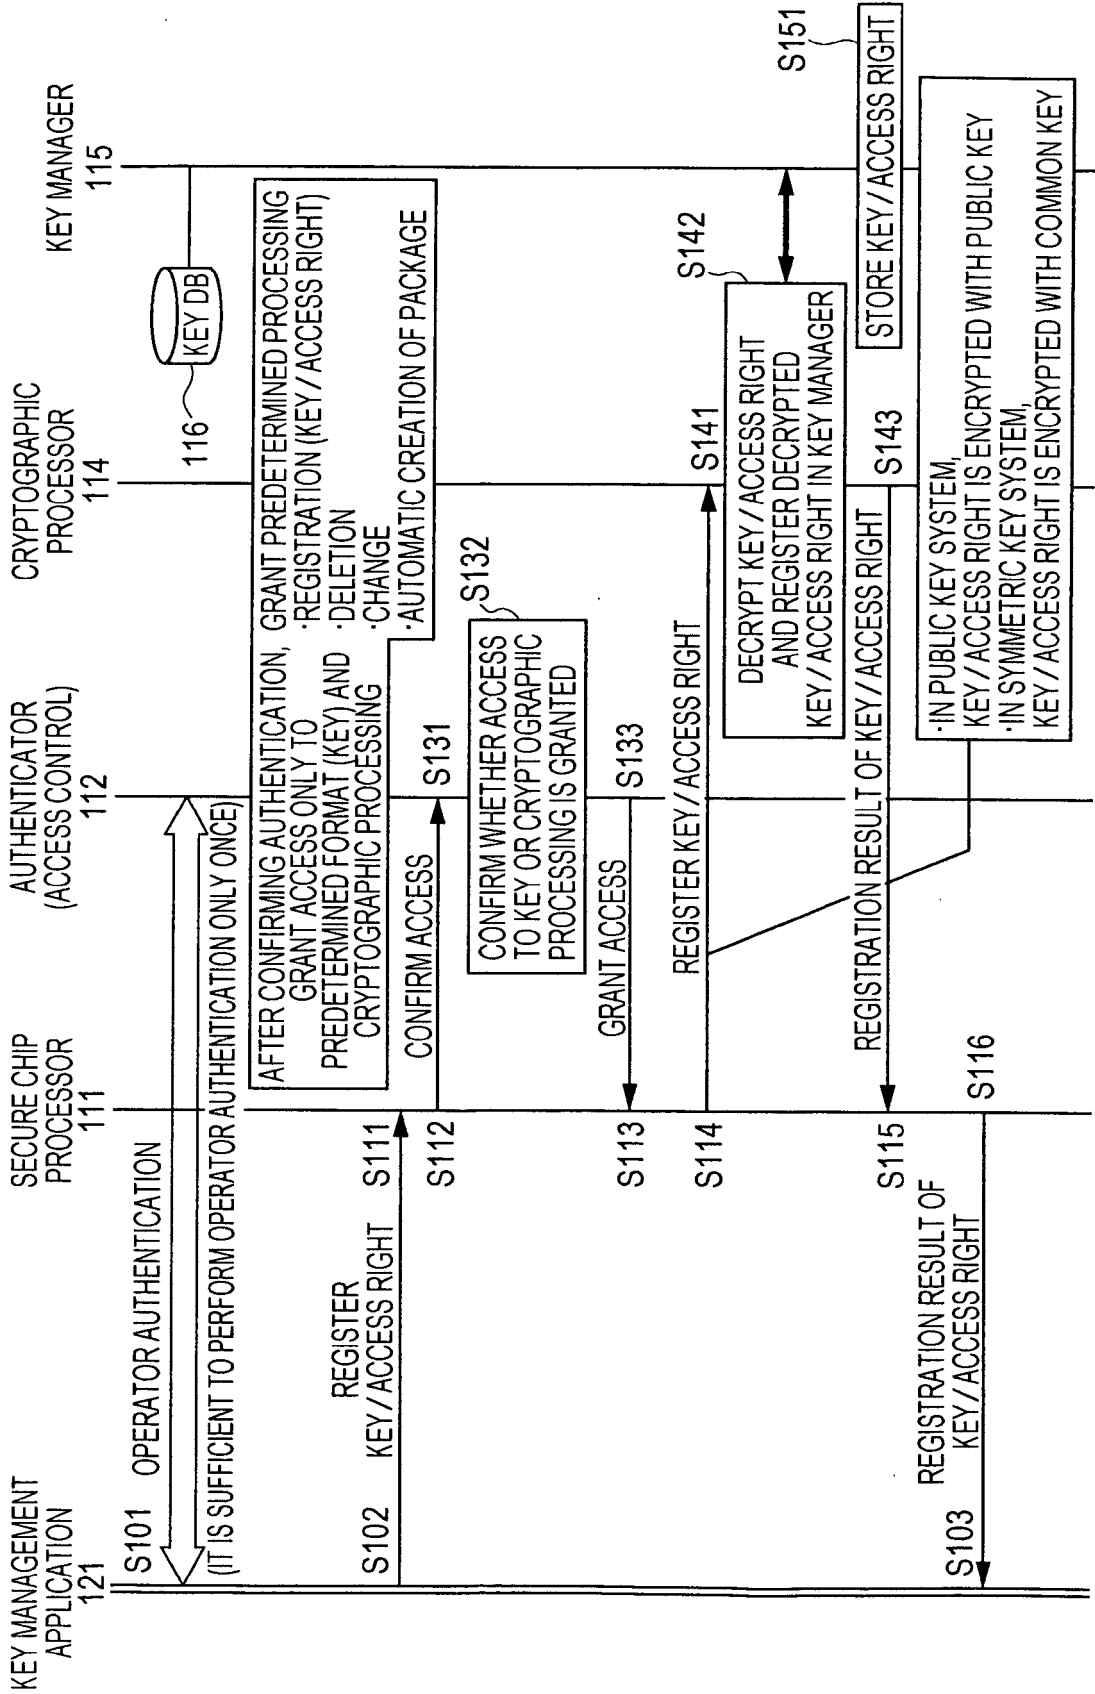 KEY MANAGEMENT
APPLICATION
121
SECURE CHIP
PROCESSOR
111
AUTHENTICATOR
(ACCESS CONTROL)
112
CRYPTOGRAPHIC
PROCESSOR
114
KEY MANAGER
115
S101
OPERATOR AUTHENTICATION
(IT IS SUFFICIENT TO PERFORM OPERATOR AUTHENTICATION ONLY ONCE)
116
KEY DB
AFTER CONFIRMING AUTHENTICATION,
GRANT ACCESS ONLY TO
PREDETERMINED FORMAT (KEY) AND
CRYPTOGRAPHIC PROCESSING
GRANT PREDETERMINED PROCESSING
·REGISTRATION (KEY / ACCESS RIGHT)
·DELETION
·CHANGE
·AUTOMATIC CREATION OF PACKAGE
S102
REGISTER
KEY / ACCESS RIGHT
S111
S112
CONFIRM ACCESS
S131
S132
CONFIRM WHETHER ACCESS
TO KEY OR CRYPTOGRAPHIC
PROCESSING IS GRANTED
S113
GRANT ACCESS
S133
S114
REGISTER KEY / ACCESS RIGHT
S141
S142
DECRYPT KEY / ACCESS RIGHT
AND REGISTER DECRYPTED
KEY / ACCESS RIGHT IN KEY MANAGER
S151
STORE KEY / ACCESS RIGHT
S115
REGISTRATION RESULT OF KEY / ACCESS RIGHT
S143
·IN PUBLIC KEY SYSTEM,
KEY / ACCESS RIGHT IS ENCRYPTED WITH PUBLIC KEY
·IN SYMMETRIC KEY SYSTEM,
KEY / ACCESS RIGHT IS ENCRYPTED WITH COMMON KEY
S103
REGISTRATION RESULT OF
KEY / ACCESS RIGHT
S116